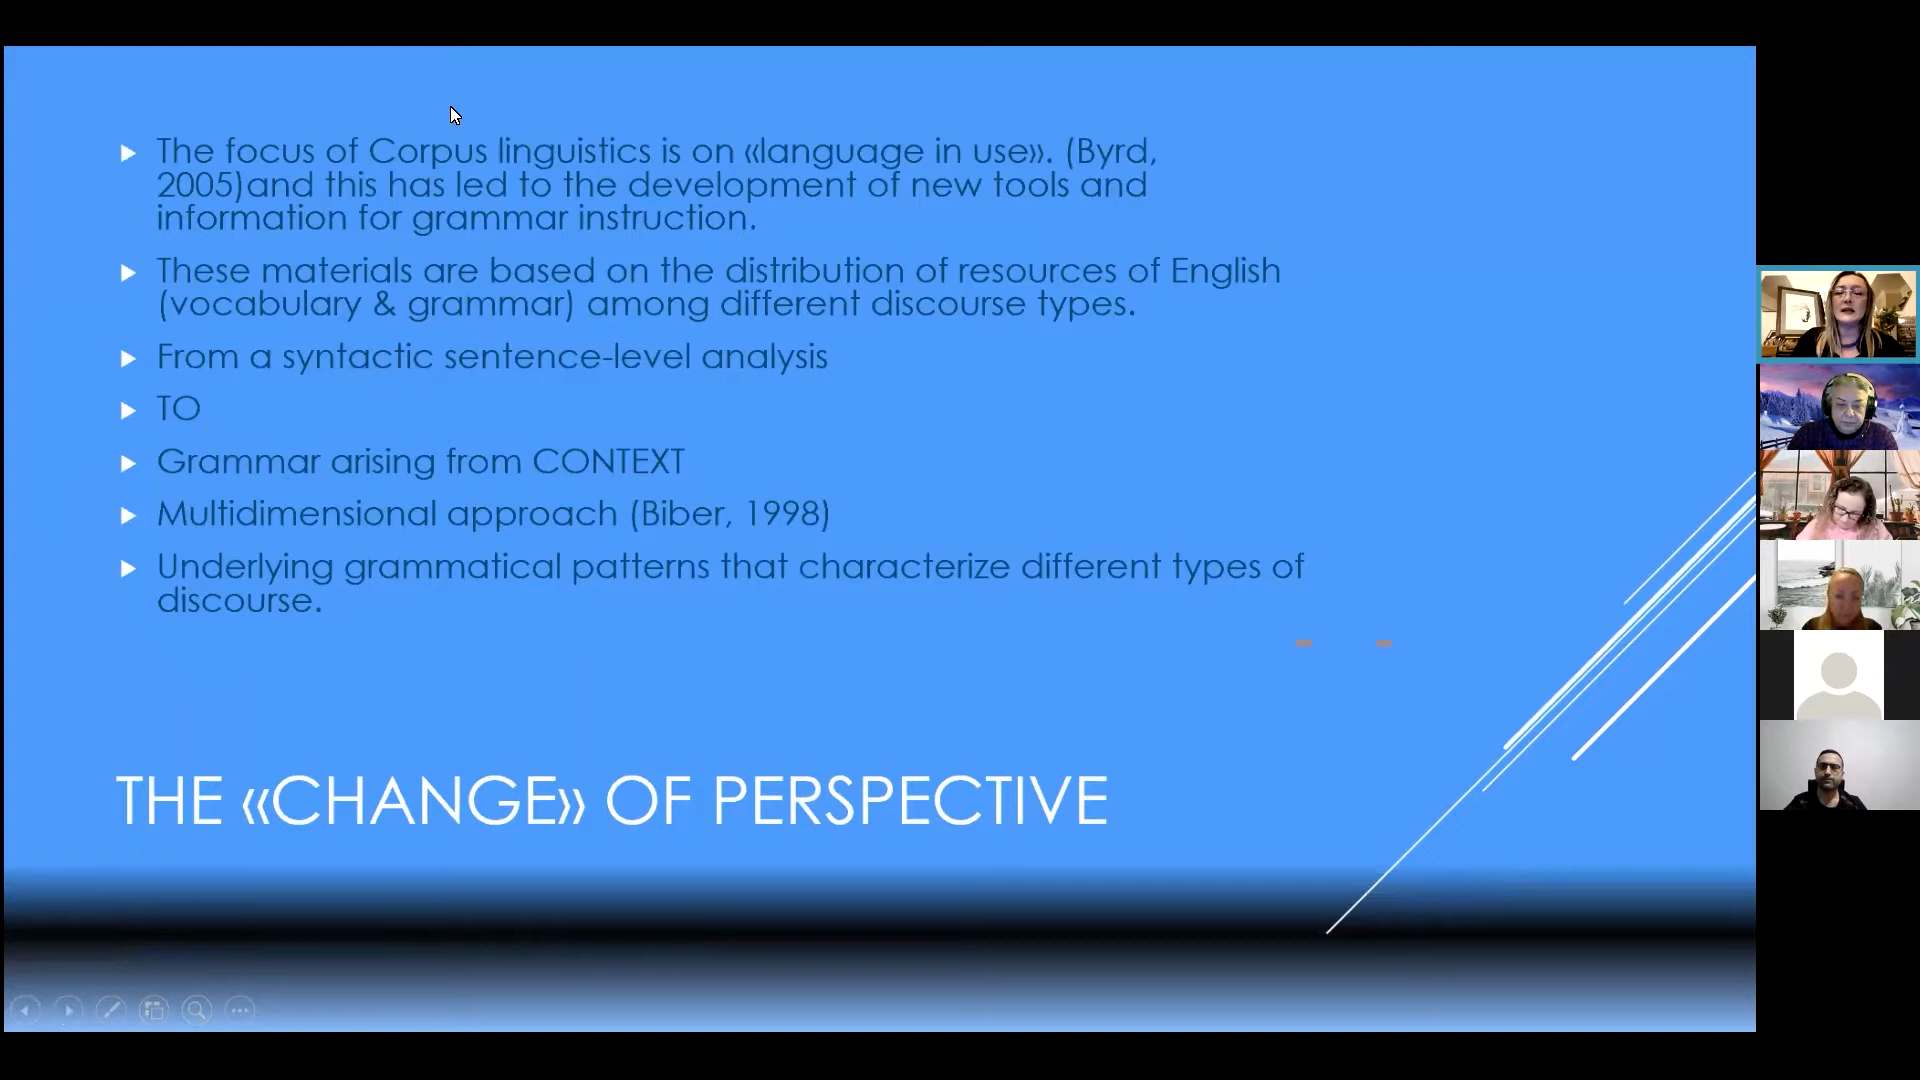 The focus of Corpus linguistics is on «language in use». (Byrd,
2005)and this has led to the development of new tools and
information for grammar instruction.
These materials are based on the distribution of resources of English
(vocabulary & grammar) among different discourse types.
From a syntactic sentence-level analysis
TO
Grammar arising from CONTEXT
Multidimensional approach (Biber, 1998)
Underlying grammatical patterns that characterize different types of
discourse.
THE «CHANGE» OF PERSPECTIVE